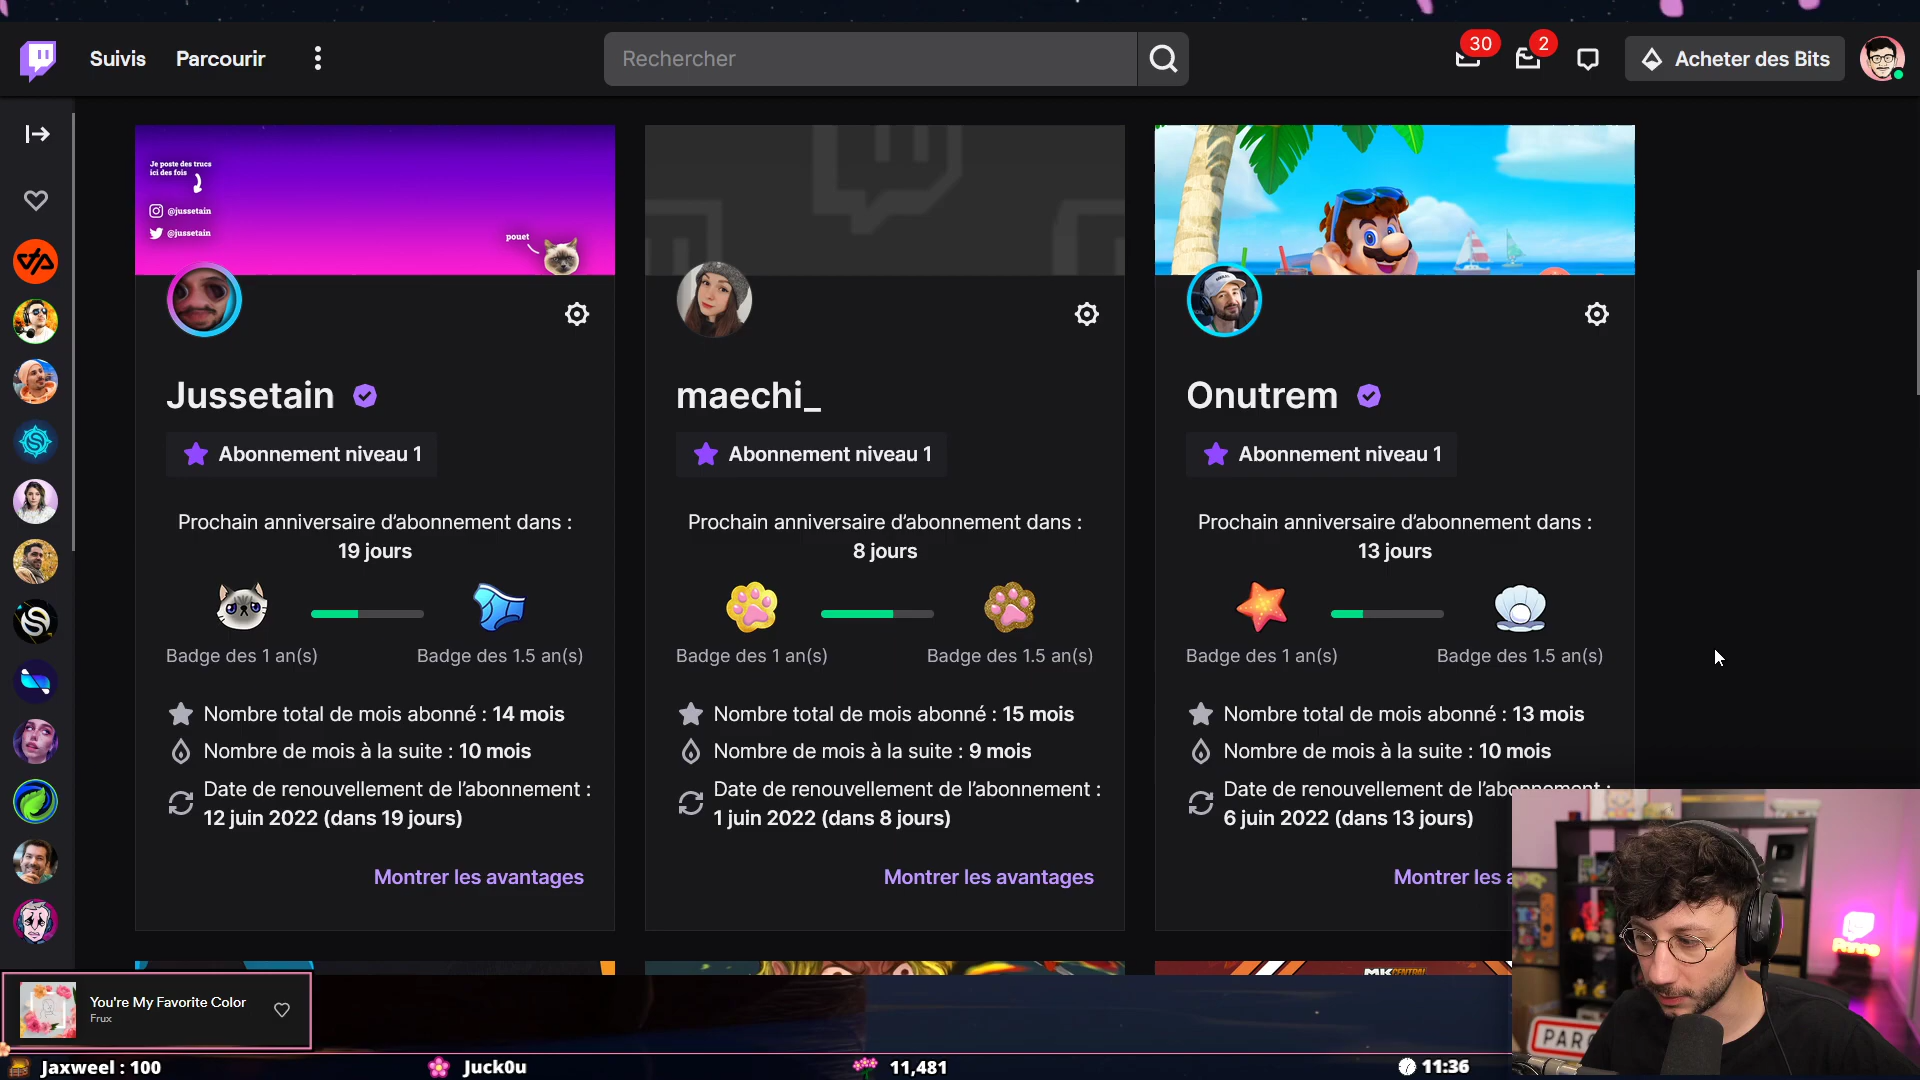 Suivis
Parcourir
Rechercher
30
2
Acheter des Bits
Je poste des trucs
ici des fois
@jussetain
@jussetain
pouet
Jussetain
Abonnement niveau 1
Prochain anniversaire d'abonnement dans :
19 jours
Badge des 1 an(s)
Badge des 1.5 an(s)
Nombre total de mois abonné : 14 mois
Nombre de mois à la suite : 10 mois
Date de renouvellement de l'abonnement :
12 juin 2022 (dans 19 jours)
Montrer les avantages
maechi_
Abonnement niveau 1
Prochain anniversaire d'abonnement dans :
8 jours
Badge des 1 an(s)
Badge des 1.5 an(s)
Nombre total de mois abonné : 15 mois
Nombre de mois à la suite : 9 mois
Date de renouvellement de l'abonnement :
1 juin 2022 (dans 8 jours)
Montrer les avantages
Onutrem
Abonnement niveau 1
Prochain anniversaire d'abonnement dans :
13 jours
Badge des 1 an(s)
Badge des 1.5 an(s)
Nombre total de mois abonné : 13 mois
Nombre de mois à la suite : 10 mois
Date de renouvellement de l'abonnement :
6 juin 2022 (dans 13 jours)
Montrer les
MKCENTRAL
You're My Favorite Color
Frux
PARC
Jaxweel : 100
Juck0u
11,481
11:36